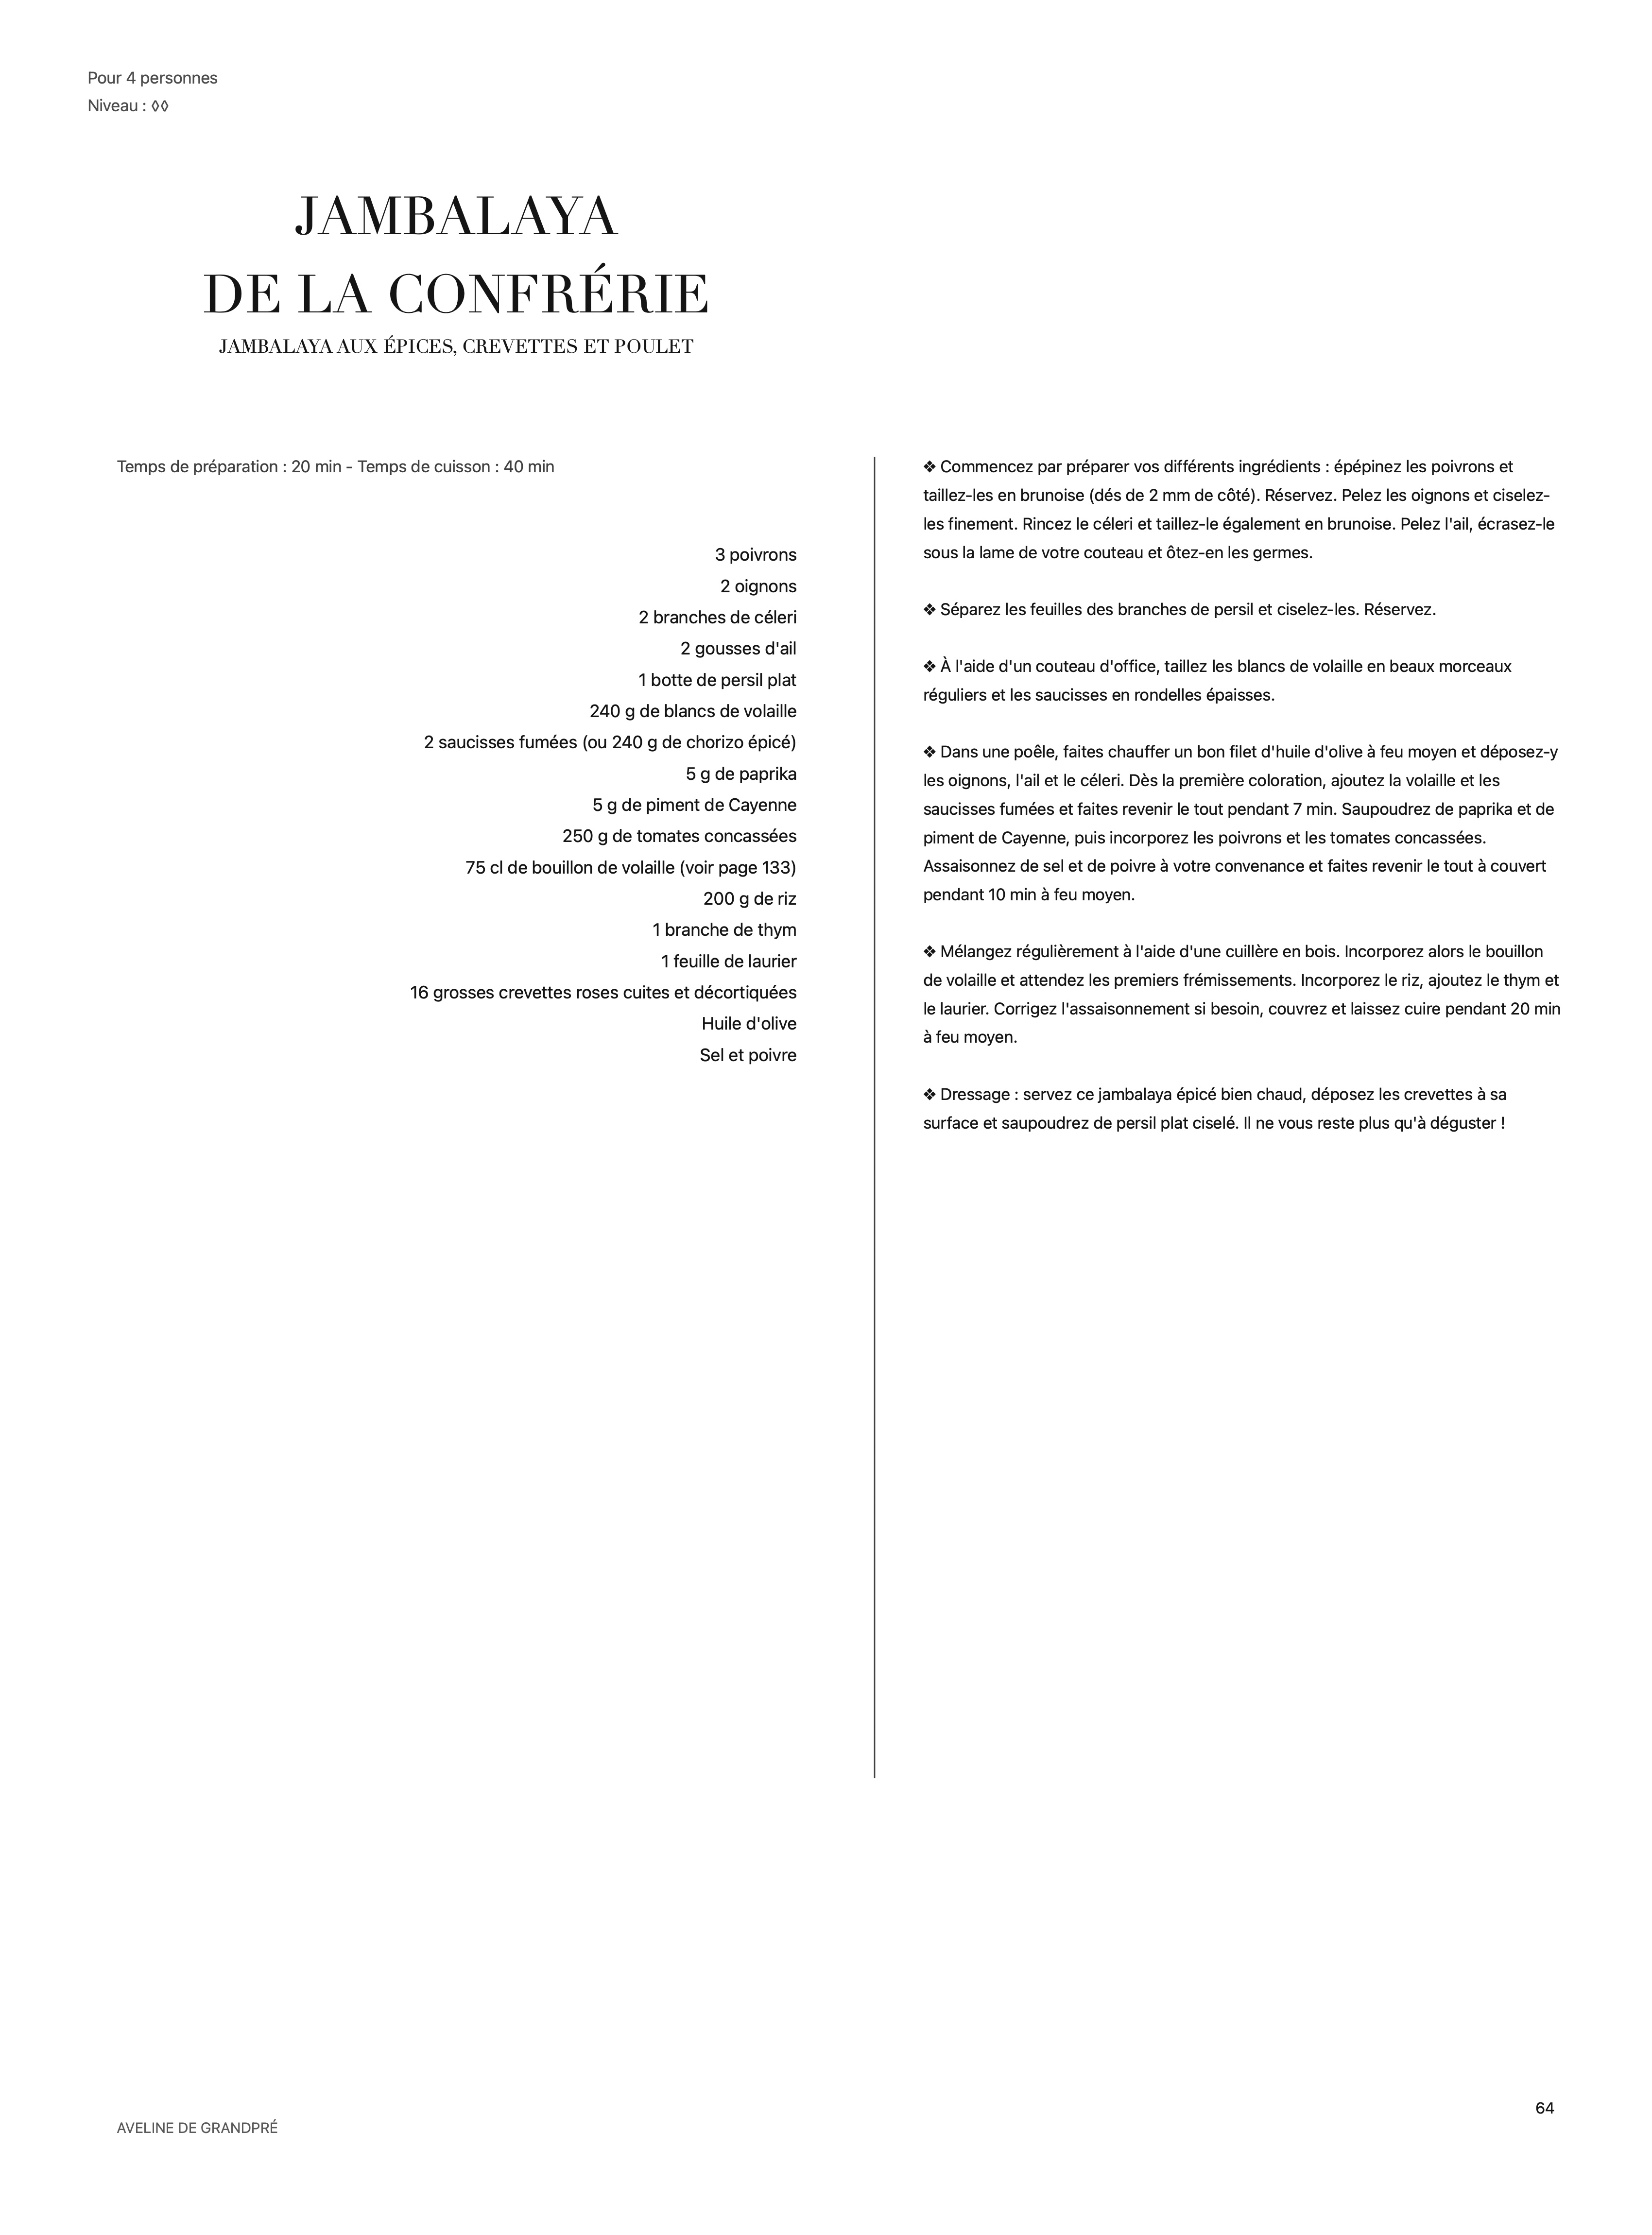 Pour 4 personnes
Niveau : ◊◊
JAMBALAYA
DE LA CONFRÉRIE
JAMBALAYA AUX ÉPICES, CREVETTES ET POULET
Temps de préparation : 20 min - Temps de cuisson : 40 min
3 poivrons
2 oignons
2 branches de céleri
2 gousses d'ail
1 botte de persil plat
240 g de blancs de volaille
2 saucisses fumées (ou 240 g de chorizo épicé)
5 g de paprika
5 g de piment de Cayenne
250 g de tomates concassées
75 cl de bouillon de volaille (voir page 133)
200 g de riz
1 branche de thym
1 feuille de laurier
16 grosses crevettes roses cuites et décortiquées
Huile d'olive
Sel et poivre
❖ Commencez par préparer vos différents ingrédients : épépinez les poivrons et
taillez-les en brunoise (dés de 2 mm de côté). Réservez. Pelez les oignons et ciselez-
les finement. Rincez le céleri et taillez-le également en brunoise. Pelez l'ail, écrasez-le
sous la lame de votre couteau et ôtez-en les germes.
❖ Séparez les feuilles des branches de persil et ciselez-les. Réservez.
❖ À l'aide d'un couteau d'office, taillez les blancs de volaille en beaux morceaux
réguliers et les saucisses en rondelles épaisses.
❖ Dans une poêle, faites chauffer un bon filet d'huile d'olive à feu moyen et déposez-y
les oignons, l'ail et le céleri. Dès la première coloration, ajoutez la volaille et les
saucisses fumées et faites revenir le tout pendant 7 min. Saupoudrez de paprika et de
piment de Cayenne, puis incorporez les poivrons et les tomates concassées.
Assaisonnez de sel et de poivre à votre convenance et faites revenir le tout à couvert
pendant 10 min à feu moyen.
❖ Mélangez régulièrement à l'aide d'une cuillère en bois. Incorporez alors le bouillon
de volaille et attendez les premiers frémissements. Incorporez le riz, ajoutez le thym et
le laurier. Corrigez l'assaisonnement si besoin, couvrez et laissez cuire pendant 20 min
à feu moyen.
❖ Dressage : servez ce jambalaya épicé bien chaud, déposez les crevettes à sa
surface et saupoudrez de persil plat ciselé. Il ne vous reste plus qu'à déguster !
64
AVELINE DE GRANDPRÉ